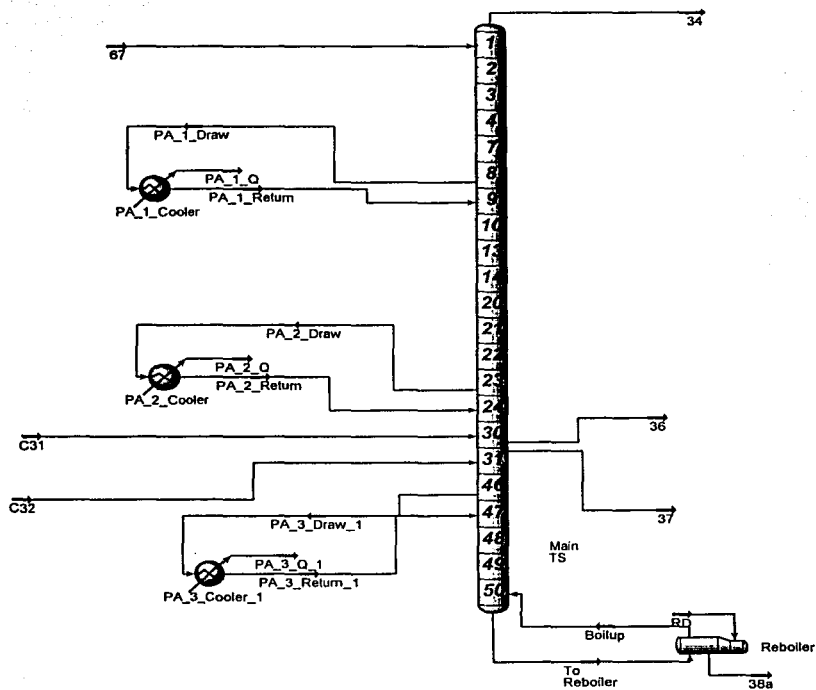 34
67
1
2
3
4
7
8
9
10
13
14
20
21
22
23
24
30
31
46
47
48
49
50
PA_1_Draw
PA_1_Q
PA_1_Return
PA_1_Cooler
PA_2_Draw
PA_2_Q
PA_2_Return
PA_2_Cooler
C31
36
C32
37
PA_3_Draw_1
PA_3_Q_1
PA_3_Return_1
PA_3_Cooler_1
Main
TS
Boilup
RD
Reboiler
To
Reboiler
38a